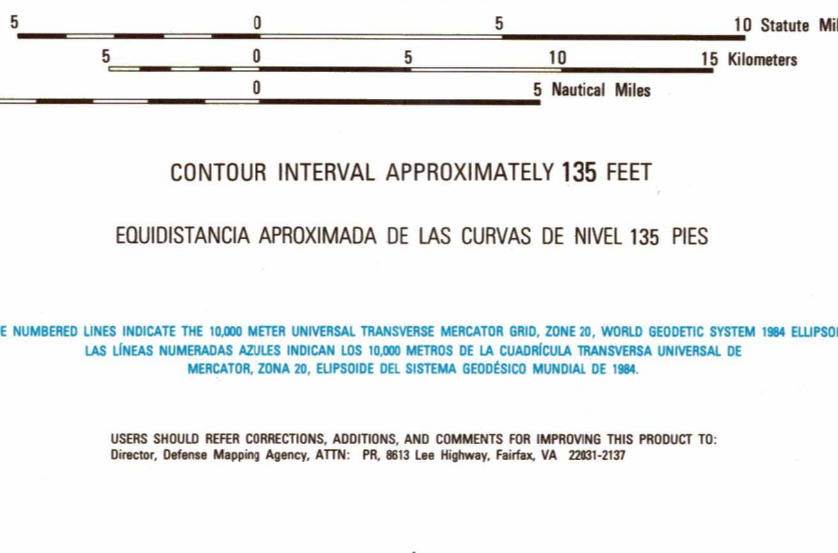 5 0 5 10 Statute Mil
5 0 5 10 15 Kilometers
0 5 Nautical Miles
CONTOUR INTERVAL APPROXIMATELY 135 FEET
EQUIDISTANCIA APROXIMADA DE LAS CURVAS DE NIVEL 135 PIES
E NUMBERED LINES INDICATE THE 10,000 METER UNIVERSAL TRANSVERSE MERCATOR GRID, ZONE 20, WORLD GEODETIC SYSTEM 1984 ELLIPSOI
LAS LÍNEAS NUMERADAS AZULES INDICAN LOS 10,000 METROS DE LA CUADRÍCULA TRANSVERSA UNIVERSAL DE
MERCATOR, ZONA 20, ELIPSOIDE DEL SISTEMA GEODÉSICO MUNDIAL DE 1984.
USERS SHOULD REFER CORRECTIONS, ADDITIONS, AND COMMENTS FOR IMPROVING THIS PRODUCT TO:
Director, Defense Mapping Agency, ATTN: PR, 8613 Lee Highway, Fairfax, VA 22031-2137